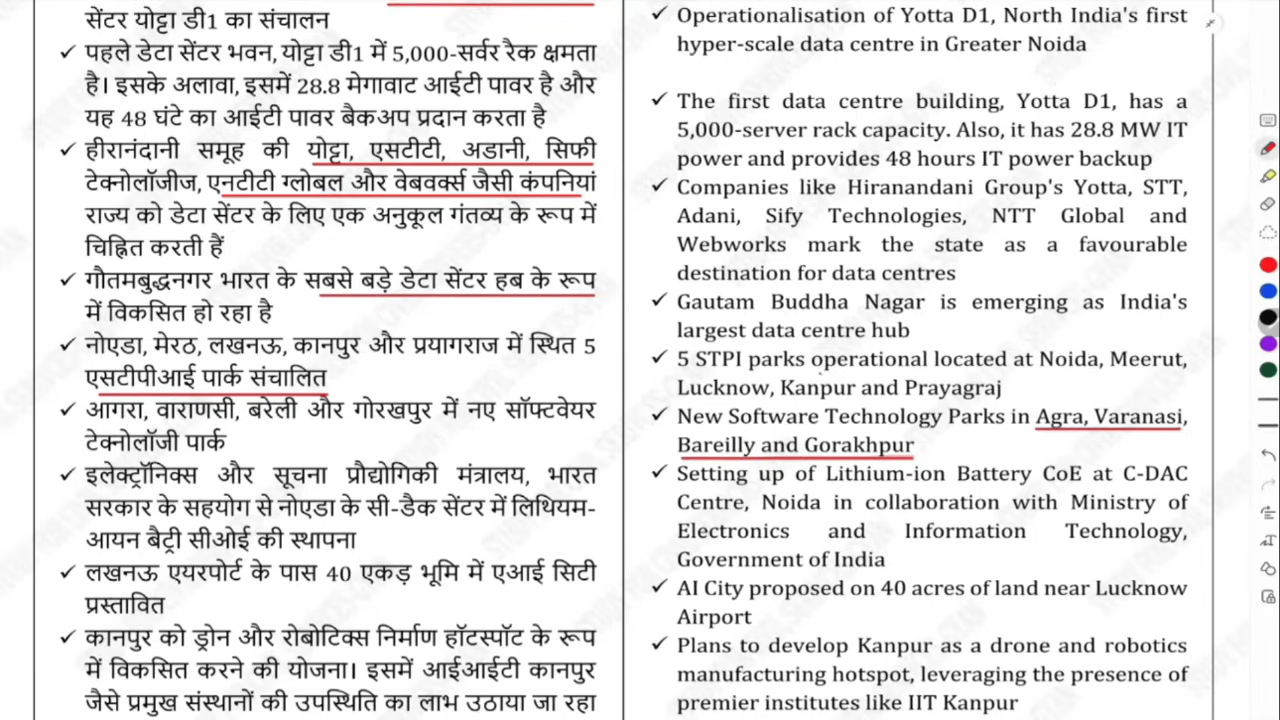 सेंटर योट्टा डी1 का संचालन
✓ पहले डेटा सेंटर भवन, योट्टा डी1 में 5,000-सर्वर रैक क्षमता
है। इसके अलावा, इसमें 28.8 मेगावाट आईटी पावर है और
यह 48 घंटे का आईटी पावर बैकअप प्रदान करता है
✓ हीरानंदानी समूह की योट्टा, एसटीटी, अडानी, सिफी
टेक्नोलॉजीज, एनटीटी ग्लोबल और वेबवर्क्स जैसी कंपनियां
राज्य को डेटा सेंटर के लिए एक अनुकूल गंतव्य के रूप में
चिह्नित करती हैं
✓ गौतमबुद्धनगर भारत के सबसे बड़े डेटा सेंटर हब के रूप
में विकसित हो रहा है
✓ नोएडा, मेरठ, लखनऊ, कानपुर और प्रयागराज में स्थित 5
एसटीपीआई पार्क संचालित
✓ आगरा, वाराणसी, बरेली और गोरखपुर में नए सॉफ्टवेयर
टेक्नोलॉजी पार्क
✓ इलेक्ट्रॉनिक्स और सूचना प्रौद्योगिकी मंत्रालय, भारत
सरकार के सहयोग से नोएडा के सी-डैक सेंटर में लिथियम-
आयन बैट्री सीओई की स्थापना
✓ लखनऊ एयरपोर्ट के पास 40 एकड़ भूमि में एआई सिटी
प्रस्तावित
✓ कानपुर को ड्रोन और रोबोटिक्स निर्माण हॉटस्पॉट के रूप
में विकसित करने की योजना। इसमें आईआईटी कानपुर
जैसे प्रमुख संस्थानों की उपस्थिति का लाभ उठाया जा रहा
✓ Operationalisation of Yotta D1, North India's first
hyper-scale data centre in Greater Noida
✓ The first data centre building, Yotta D1, has a
5,000-server rack capacity. Also, it has 28.8 MW IT
power and provides 48 hours IT power backup
✓ Companies like Hiranandani Group's Yotta, STT,
Adani, Sify Technologies, NTT Global and
Webworks mark the state as a favourable
destination for data centres
✓ Gautam Buddha Nagar is emerging as India's
largest data centre hub
✓ 5 STPI parks operational located at Noida, Meerut,
Lucknow, Kanpur and Prayagraj
✓ New Software Technology Parks in Agra, Varanasi,
Bareilly and Gorakhpur
✓ Setting up of Lithium-ion Battery CoE at C-DAC
Centre, Noida in collaboration with Ministry of
Electronics and Information Technology,
Government of India
✓ AI City proposed on 40 acres of land near Lucknow
Airport
✓ Plans to develop Kanpur as a drone and robotics
manufacturing hotspot, leveraging the presence of
premier institutes like IIT Kanpur